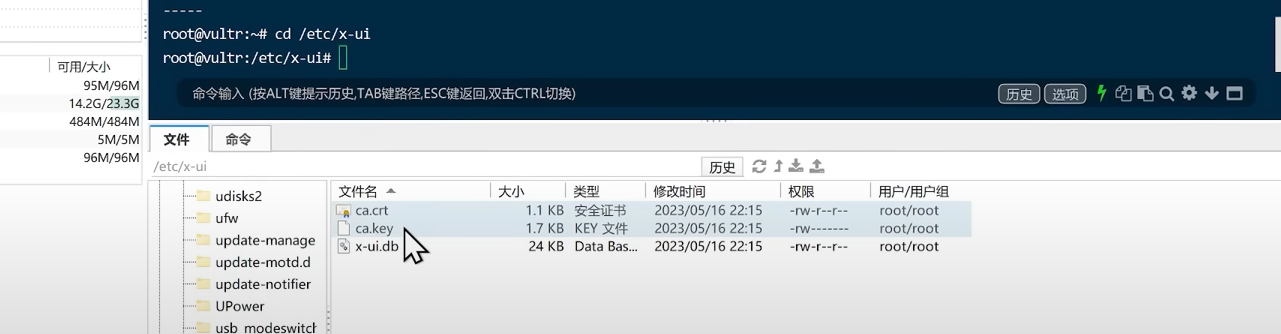 -----
root@vultr:~# cd /etc/x-ui
root@vultr:/etc/x-ui#
命令输入 (按ALT键提示历史,TAB键路径,ESC键返回,双击CTRL切换)
历史 选项
可用/大小
95M/96M
14.2G/23.3G
484M/484M
5M/5M
96M/96M
文件 命令
/etc/x-ui 历史
udisks2
ufw
update-manage
update-motd.d
update-notifier
UPower
usb_modeswitch
文件名 大小 类型 修改时间 权限 用户/用户组
ca.crt 1.1 KB 安全证书 2023/05/16 22:15 -rw-r--r-- root/root
ca.key 1.7 KB KEY 文件 2023/05/16 22:15 -rw------- root/root
x-ui.db 24 KB Data Bas... 2023/05/16 22:15 -rw-r--r-- root/root